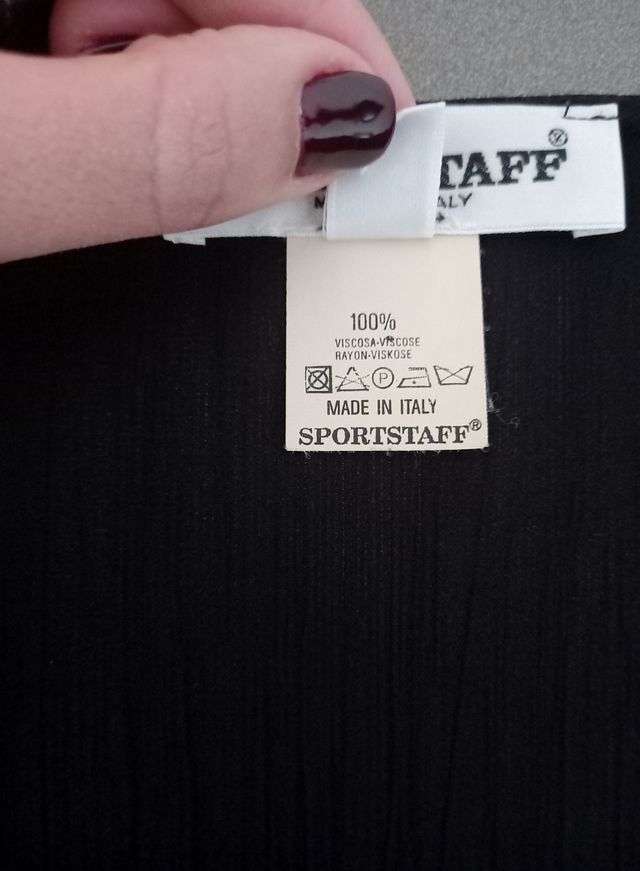 TAFF®
ALY
100%
VISCOSA-VISCOSE
RAYON-VISKOSE
P
MADE IN ITALY
SPORTSTAFF®